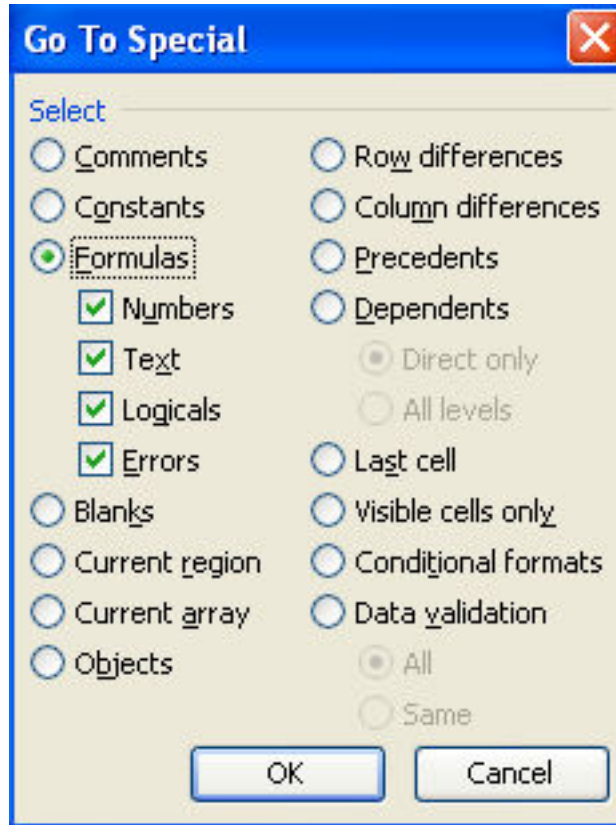 Go To Special
Select
Comments
Constants
Formulas
Numbers
Text
Logicals
Errors
Blanks
Current region
Current array
Objects
Row differences
Column differences
Precedents
Dependents
Direct only
All levels
Last cell
Visible cells only
Conditional formats
Data validation
All
Same
OK
Cancel